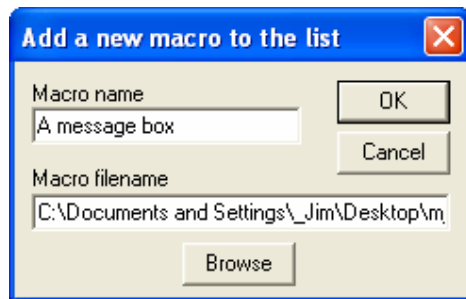 Add a new macro to the list
Macro name
OK
A message box
Cancel
Macro filename
C:\Documents and Settings\_Jim\Desktop\m
Browse